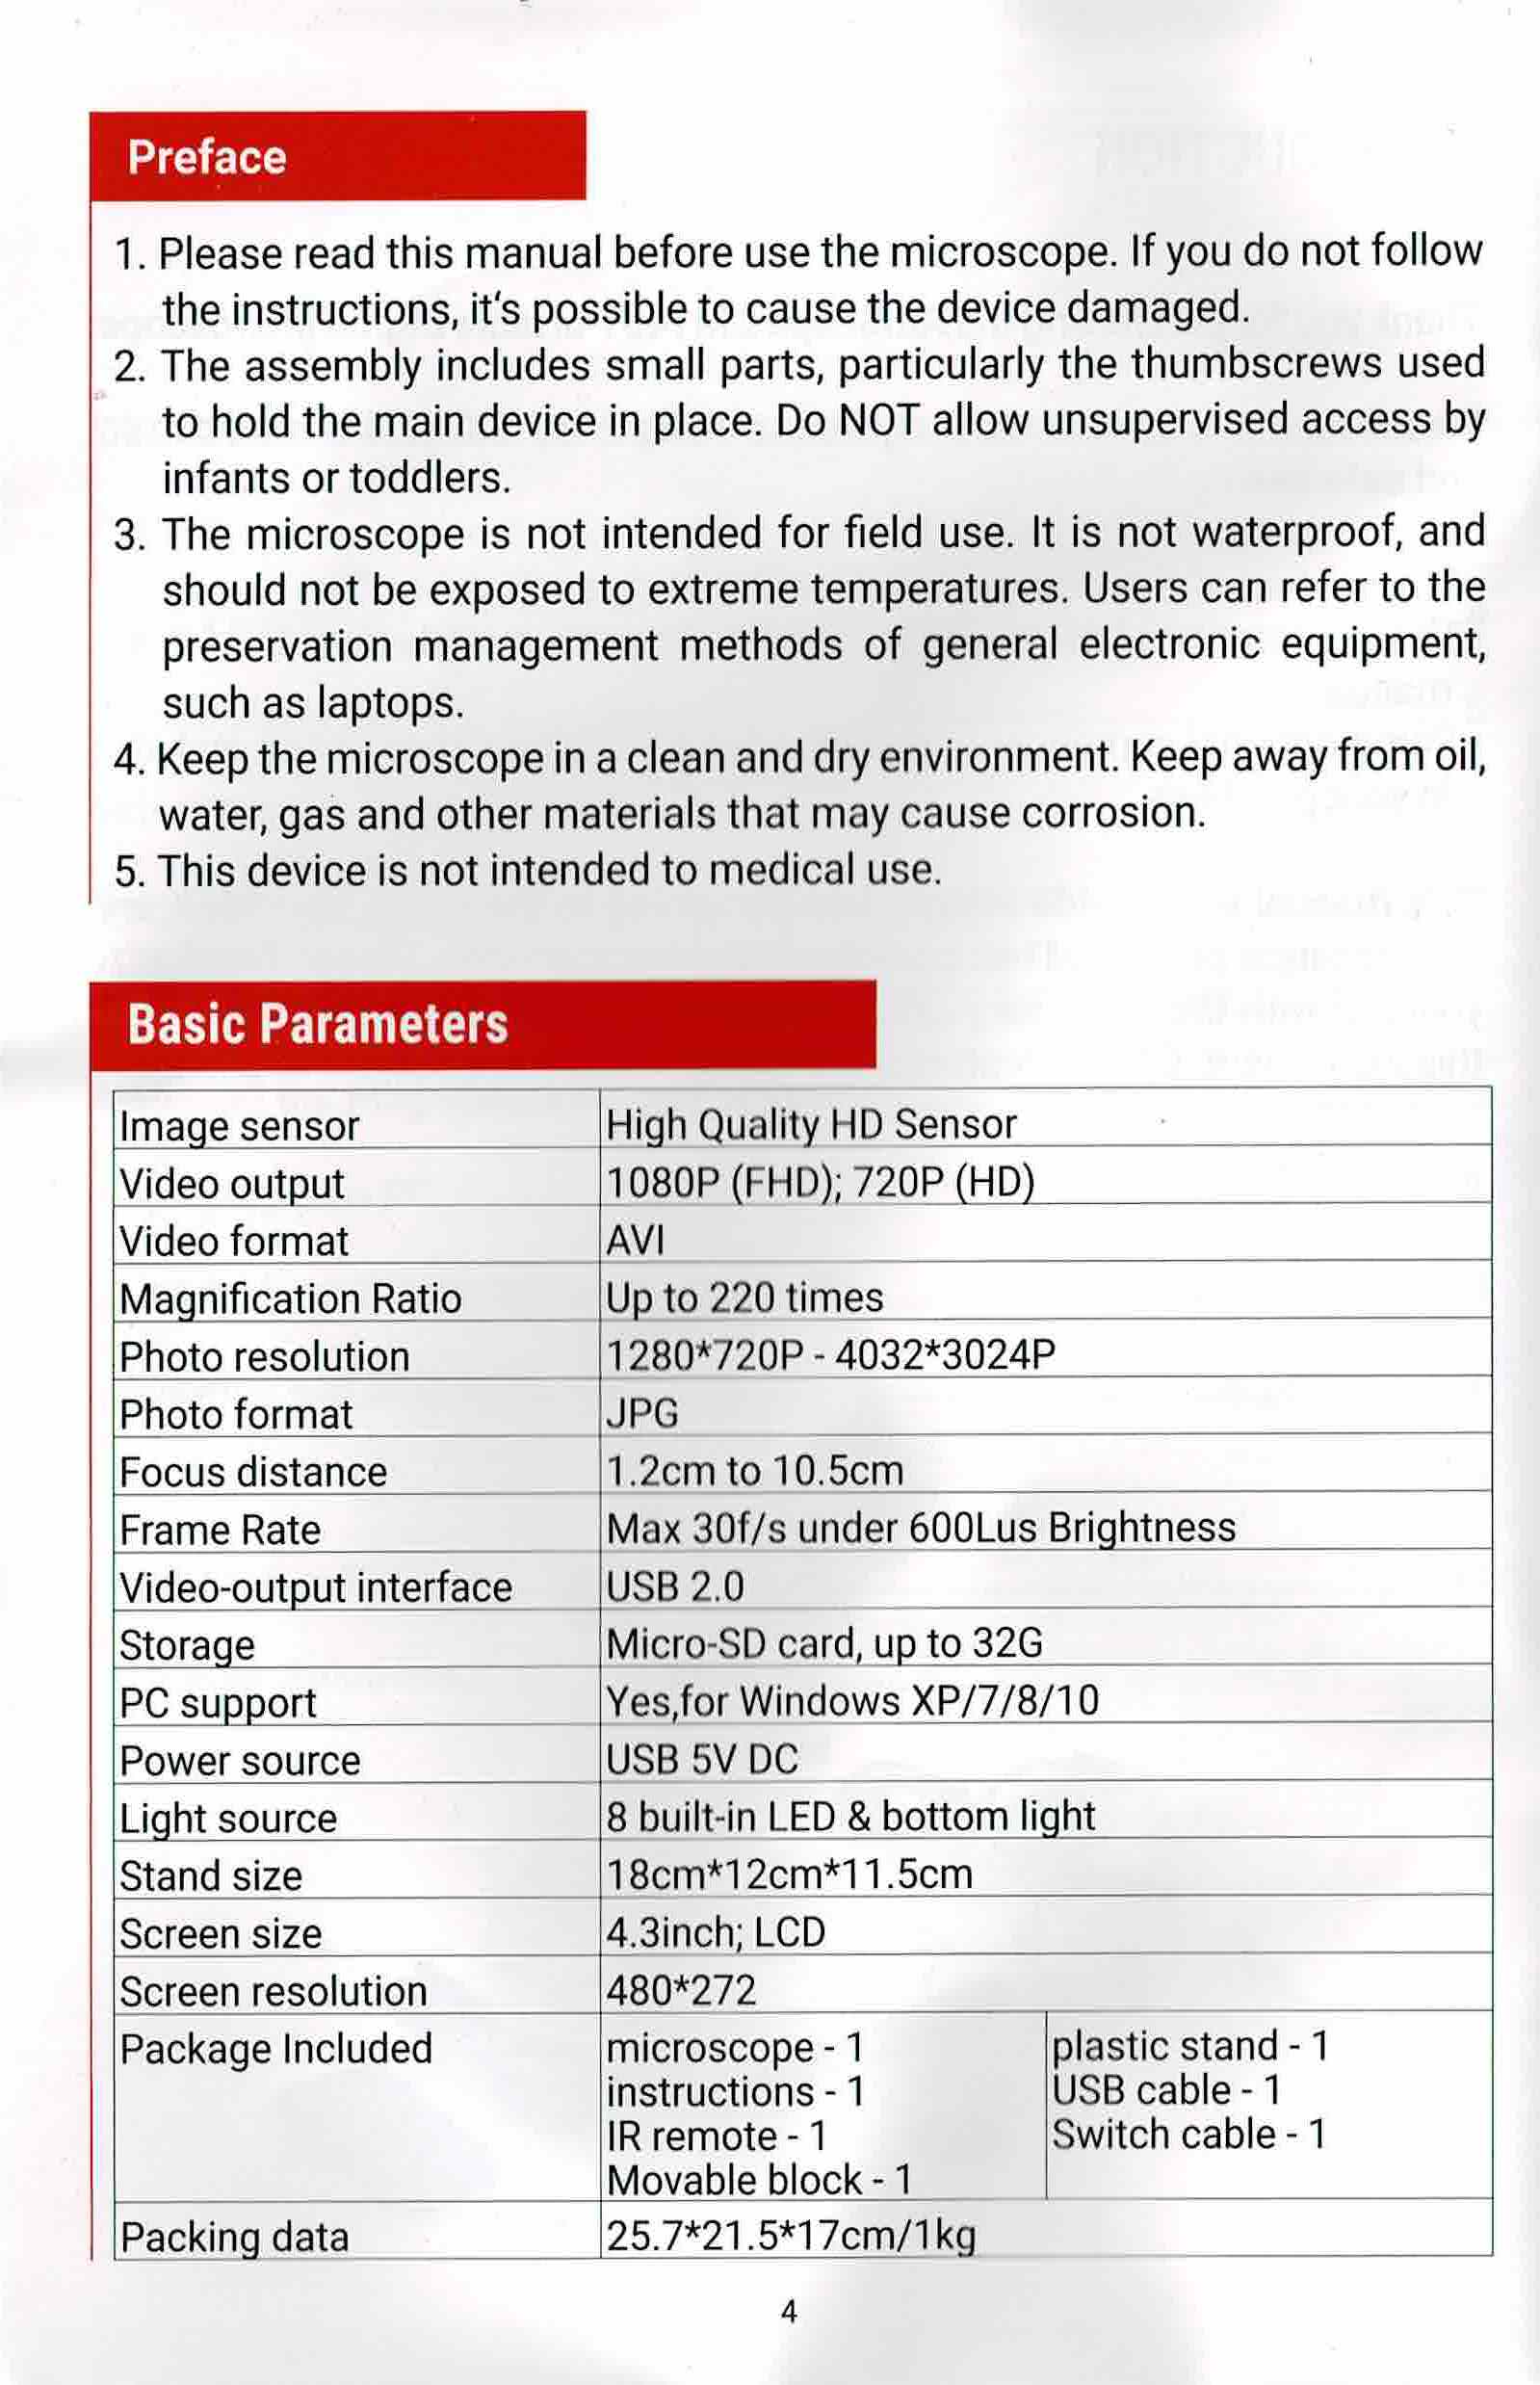 Preface
1. Please read this manual before use the microscope. If you do not follow
the instructions, it's possible to cause the device damaged.
2. The assembly includes small parts, particularly the thumbscrews used
to hold the main device in place. Do NOT allow unsupervised access by
infants or toddlers.
3. The microscope is not intended for field use. It is not waterproof, and
should not be exposed to extreme temperatures. Users can refer to the
preservation management methods of general electronic equipment,
such as laptops.
4. Keep the microscope in a clean and dry environment. Keep away from oil,
water, gas and other materials that may cause corrosion.
5. This device is not intended to medical use.
Basic Parameters
Image sensor High Quality HD Sensor
Video output 1080P (FHD); 720P (HD)
Video format AVI
Magnification Ratio Up to 220 times
Photo resolution 1280*720P - 4032*3024P
Photo format JPG
Focus distance 1.2cm to 10.5cm
Frame Rate Max 30f/s under 600Lus Brightness
Video-output interface USB 2.0
Storage Micro-SD card, up to 32G
PC support Yes,for Windows XP/7/8/10
Power source USB 5V DC
Light source 8 built-in LED & bottom light
Stand size 18cm*12cm*11.5cm
Screen size 4.3inch; LCD
Screen resolution 480*272
Package Included microscope - 1 plastic stand - 1
instructions - 1 USB cable - 1
IR remote - 1 Switch cable - 1
Movable block - 1
Packing data 25.7*21.5*17cm/1kg
4